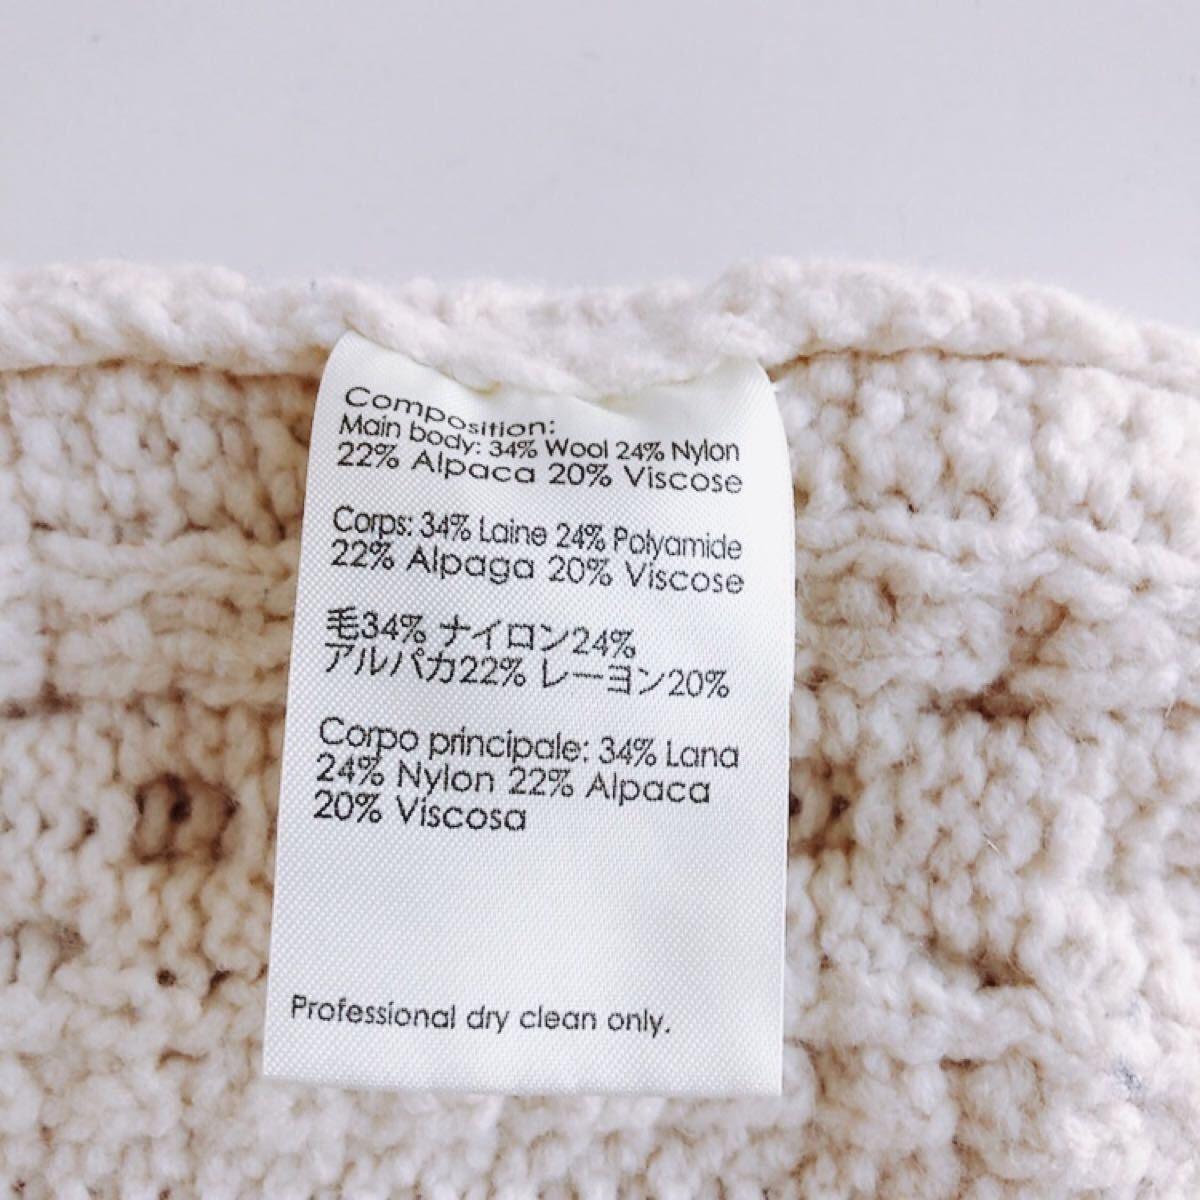 Composition:
Main body: 34% Wool 24% Nylon
22% Alpaca 20% Viscose
Corps: 34% Laine 24% Polyamide
22% Alpaga 20% Viscose
毛34% ナイロン24%
アルパカ22% レーヨン20%
Corpo principale: 34% Lana
24% Nylon 22% Alpaca
20% Viscosa
Professional dry clean only.